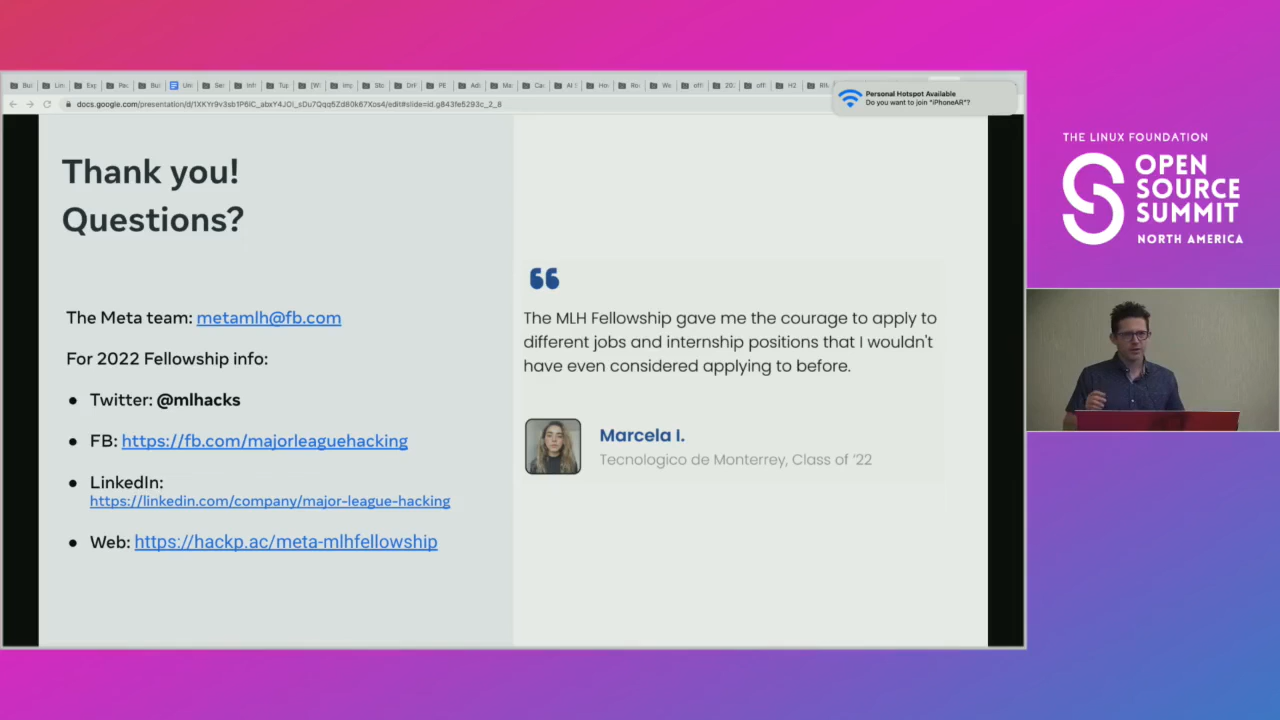 docs.google.com/presentation/d/1XKYr9v3sb1P6iC_abxY4JOl_sDu7Qqq5Zd80k67Xos4/edit#slide=id.g843fe5293c_2_8
Personal Hotspot Available
Do you want to join "iPhoneAR"?
Thank you!
Questions?
The Meta team: metamlh@fb.com
For 2022 Fellowship info:
● Twitter: @mlhacks
● FB: https://fb.com/majorleaguehacking
● LinkedIn:
https://linkedin.com/company/major-league-hacking
● Web: https://hackp.ac/meta-mlhfellowship
The MLH Fellowship gave me the courage to apply to
different jobs and internship positions that I wouldn't
have even considered applying to before.
Marcela I.
Tecnologico de Monterrey, Class of '22
THE LINUX FOUNDATION
OPEN
SOURCE
SUMMIT
NORTH AMERICA